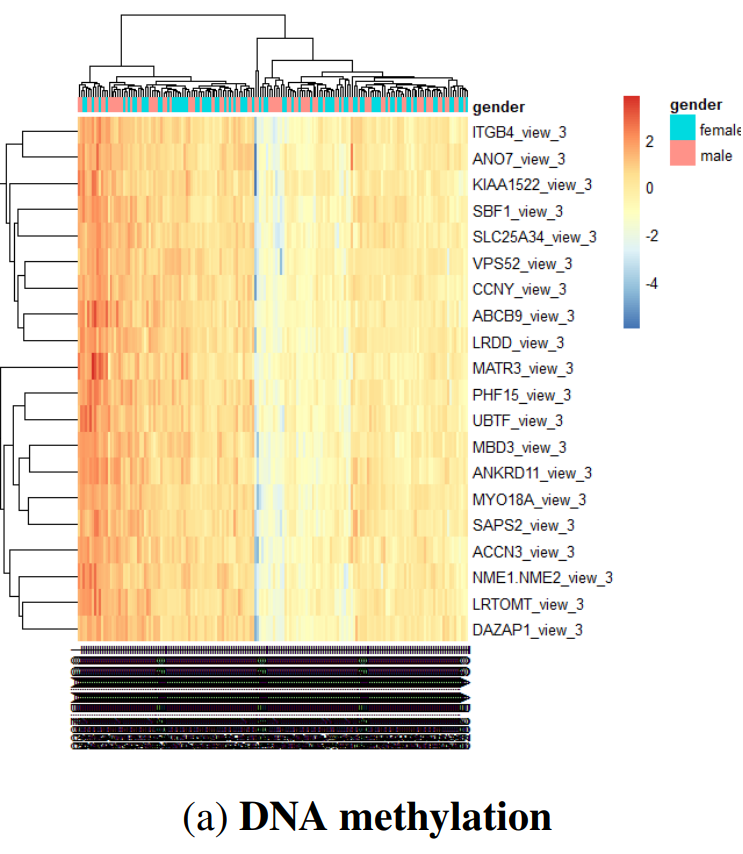 gender
ITGB4_view_3
ANO7_view_3
KIAA1522_view_3
SBF1_view_3
SLC25A34_view_3
VPS52_view_3
CCNY_view_3
ABCB9_view_3
LRDD_view_3
MATR3_view_3
PHF15_view_3
UBTF_view_3
MBD3_view_3
ANKRD11_view_3
MYO18A_view_3
SAPS2_view_3
ACCN3_view_3
NME1.NME2_view_3
LRTOMT_view_3
DAZAP1_view_3
2
0
-2
-4
gender
female
male
(a) DNA methylation